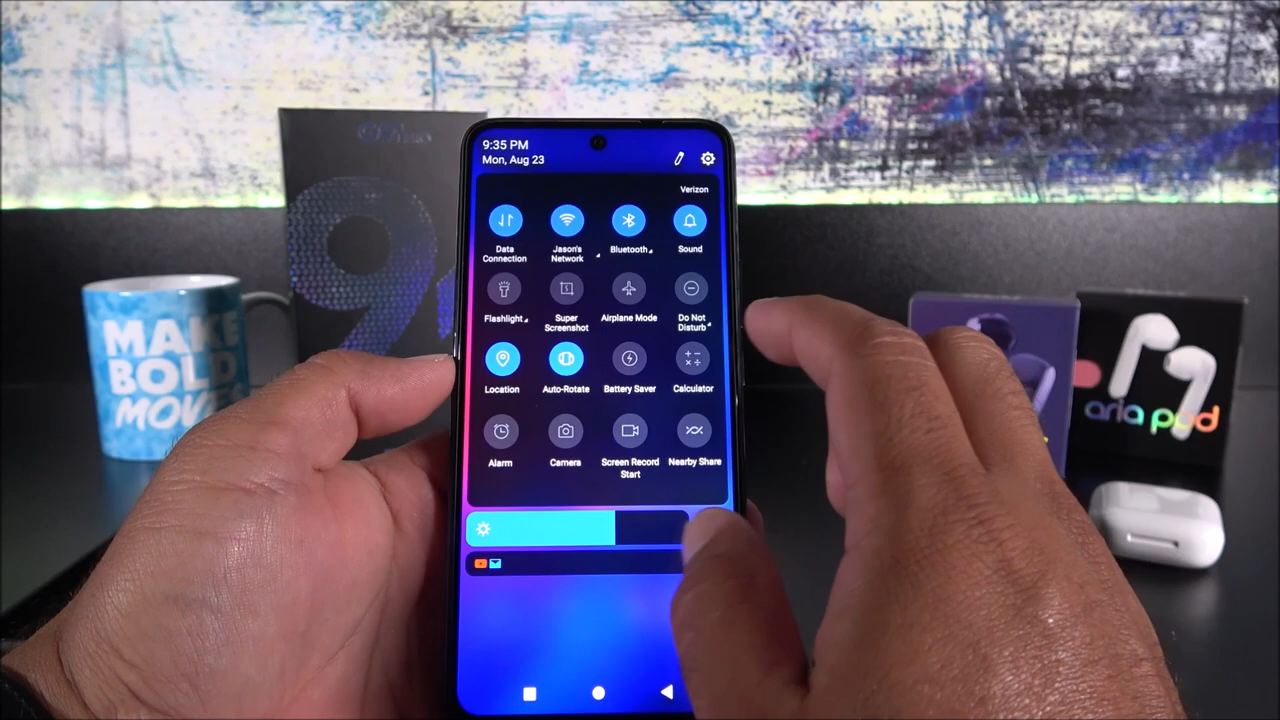 9:35 PM
Mon, Aug 23
Verizon
Data Connection
Jason's Network
Bluetooth
Sound
Flashlight
Super Screenshot
Airplane Mode
Do Not Disturb
Location
Auto-Rotate
Battery Saver
Calculator
Alarm
Camera
Screen Record Start
Nearby Share
MAKE
BOLD
MOVE
9
aria pod